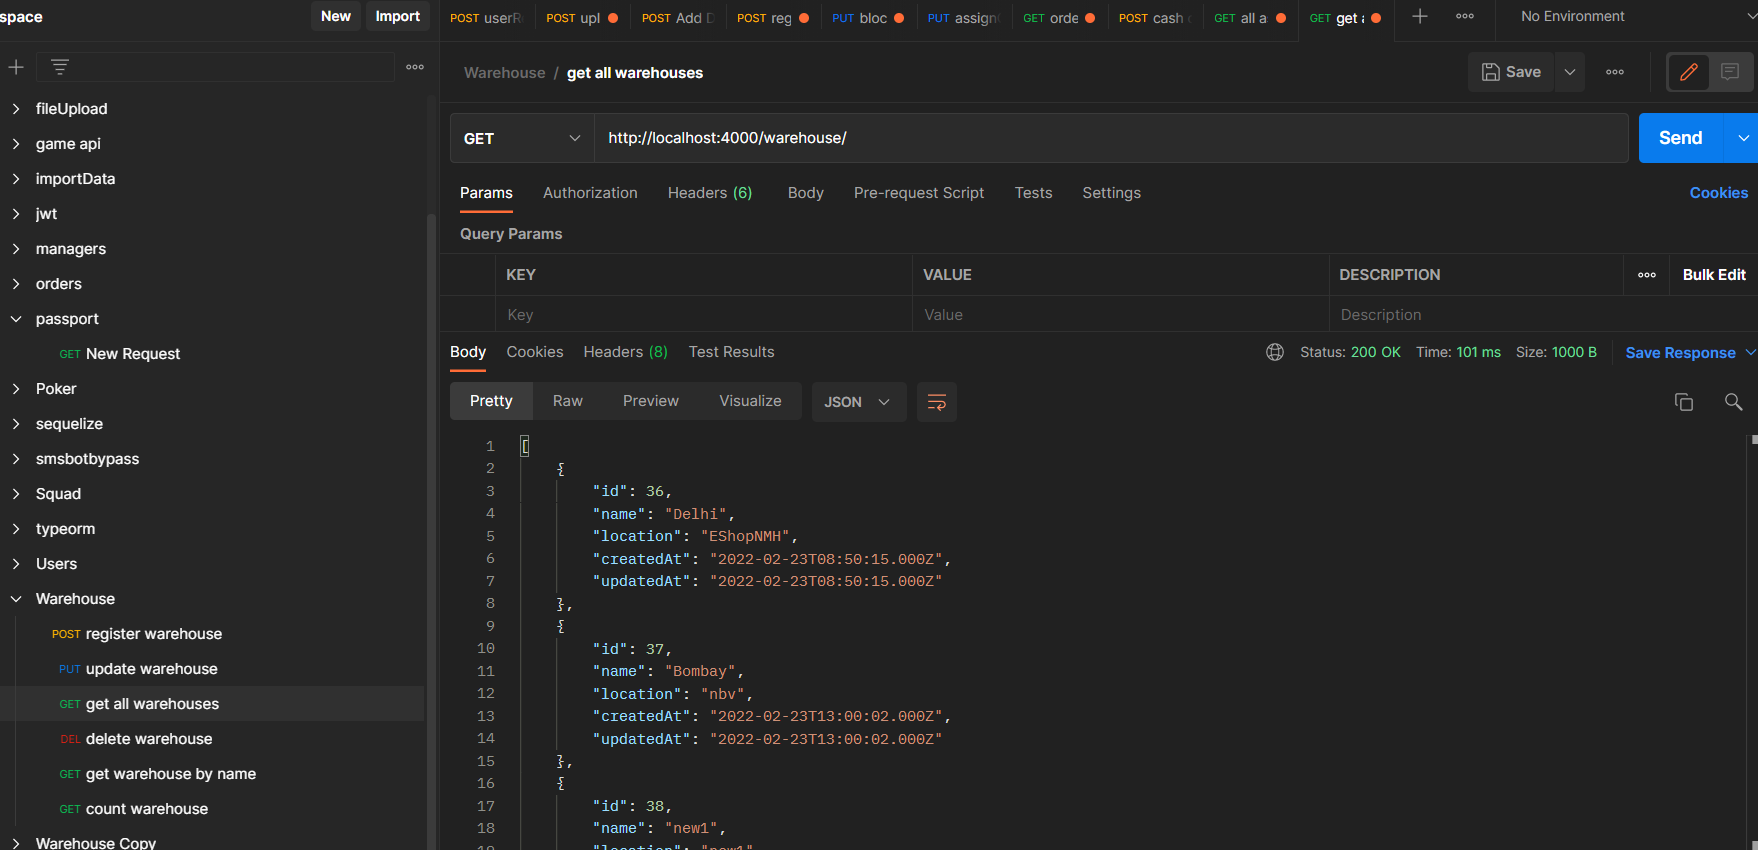 space
New
Import
POST userR
POST upl
POST Add D
POST reg
PUT bloc
PUT assign
GET orde
POST cash
GET all a
GET get a
No Environment
Warehouse / get all warehouses
Save
GET
http://localhost:4000/warehouse/
Send
Params Authorization Headers (6) Body Pre-request Script Tests Settings
Cookies
Query Params
KEY VALUE DESCRIPTION
Bulk Edit
Key Value Description
Body Cookies Headers (8) Test Results
Status: 200 OK Time: 101 ms Size: 1000 B
Save Response
Pretty Raw Preview Visualize
JSON
fileUpload
game api
importData
jwt
managers
orders
passport
GET New Request
Poker
sequelize
smsbotbypass
Squad
typeorm
Users
Warehouse
POST register warehouse
PUT update warehouse
GET get all warehouses
DEL delete warehouse
GET get warehouse by name
GET count warehouse
Warehouse Copy
1 [
2 {
3 "id": 36,
4 "name": "Delhi",
5 "location": "EShopNMH",
6 "createdAt": "2022-02-23T08:50:15.000Z",
7 "updatedAt": "2022-02-23T08:50:15.000Z"
8 },
9 {
10 "id": 37,
11 "name": "Bombay",
12 "location": "nbv",
13 "createdAt": "2022-02-23T13:00:02.000Z",
14 "updatedAt": "2022-02-23T13:00:02.000Z"
15 },
16 {
17 "id": 38,
18 "name": "new1",
19 "location": "new1"